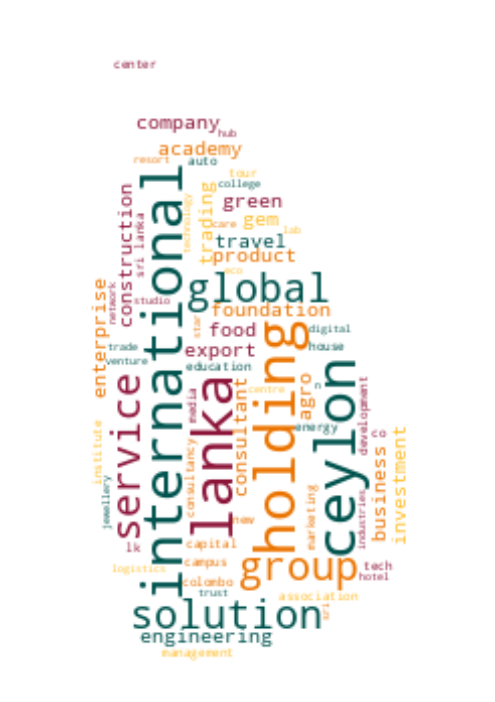 center
company
hub
academy
resort
auto
tour
college
construction
sri lanka
international
technology
trading
green
care
gem
lab
travel
product
eco
global
enterprise
network
studio
star
foundation
food
holding
digital
export
house
trade
venture
education
service
lanka
media
consultant
centre
agro
n
ceylon
development
energy
co
institute
consultancy
business
investment
jewellery
new
marketing
industries
lk
capital
logistics
campus
group
tech
hotel
colombo
trust
association
sri
solution
engineering
management